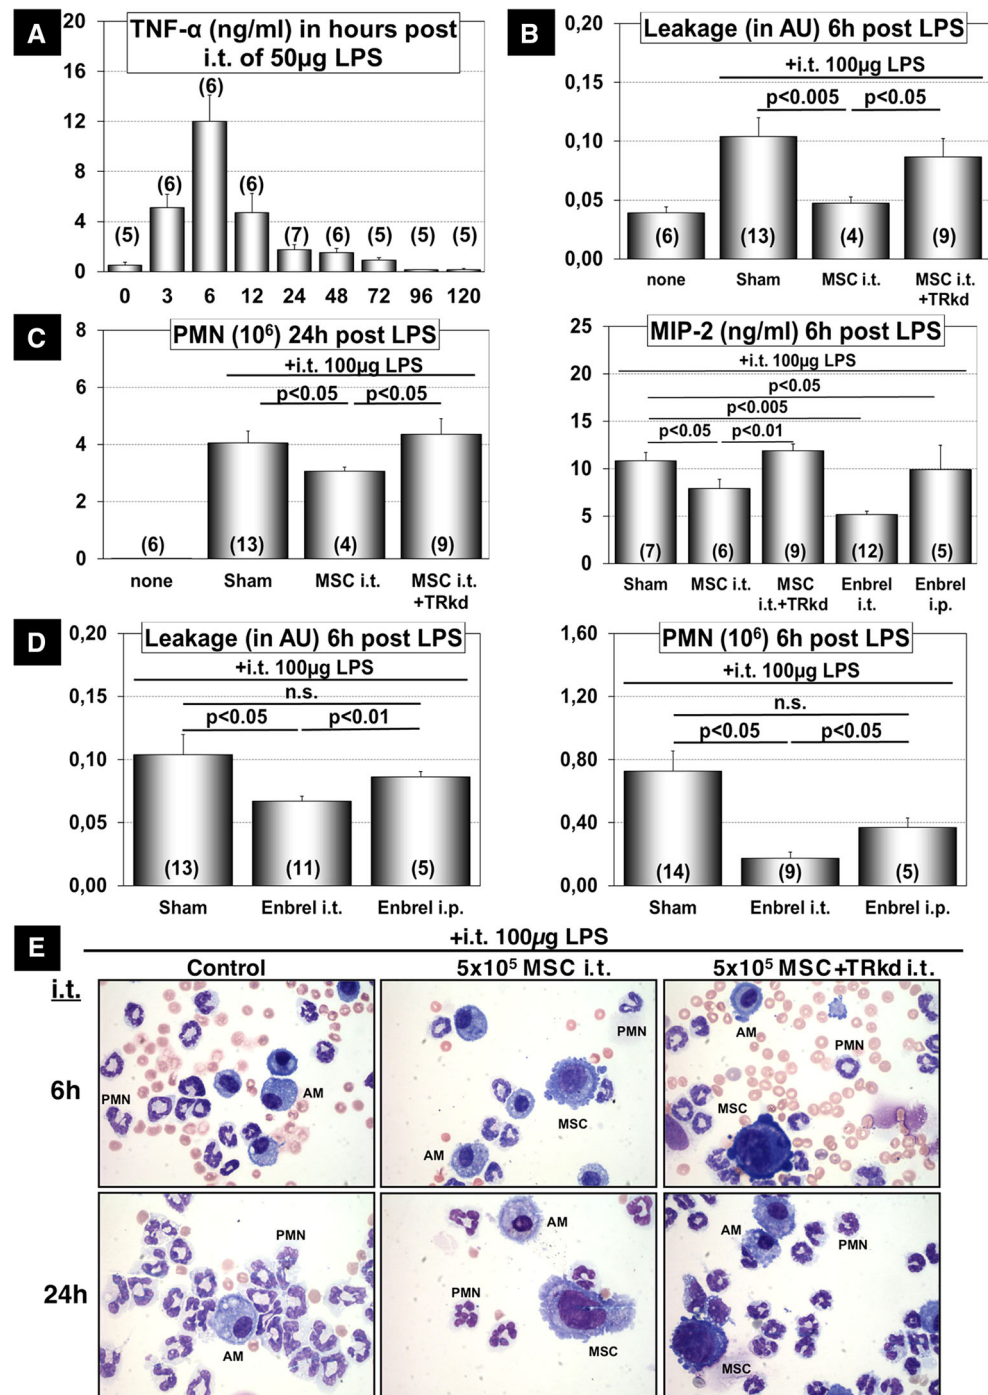 A
TNF-α (ng/ml) in hours post
i.t. of 50µg LPS
20
16
12
8
4
0
(5) (6) (6) (6) (7) (6) (5) (5) (5)
0 3 6 12 24 48 72 96 120
B
Leakage (in AU) 6h post LPS
+i.t. 100µg LPS
p<0.005 p<0.05
0,20
0,15
0,10
0,05
0,00
(6) (13) (4) (9)
none Sham MSC i.t. MSC i.t.
+TRkd
C
PMN (10⁶) 24h post LPS
+i.t. 100µg LPS
p<0.05 p<0.05
8
6
4
2
0
(6) (13) (4) (9)
none Sham MSC i.t. MSC i.t.
+TRkd
MIP-2 (ng/ml) 6h post LPS
+i.t. 100µg LPS
p<0.05
p<0.005
p<0.05 p<0.01
25
20
15
10
5
0
(7) (6) (9) (12) (5)
Sham MSC i.t. MSC Enbrel Enbrel
i.t.+TRkd i.t. i.p.
D
Leakage (in AU) 6h post LPS
+i.t. 100µg LPS
n.s.
p<0.05 p<0.01
0,20
0,15
0,10
0,05
0,00
(13) (11) (5)
Sham Enbrel i.t. Enbrel i.p.
PMN (10⁶) 6h post LPS
+i.t. 100µg LPS
n.s.
p<0.05 p<0.05
1,60
1,20
0,80
0,40
0,00
(14) (9) (5)
Sham Enbrel i.t. Enbrel i.p.
E
+i.t. 100µg LPS
Control 5x10⁵ MSC i.t. 5x10⁵ MSC+TRkd i.t.
i.t.
6h
PMN
AM
PMN
MSC
AM
AM
PMN
MSC
24h
PMN
AM
AM
PMN
MSC
AM
PMN
MSC